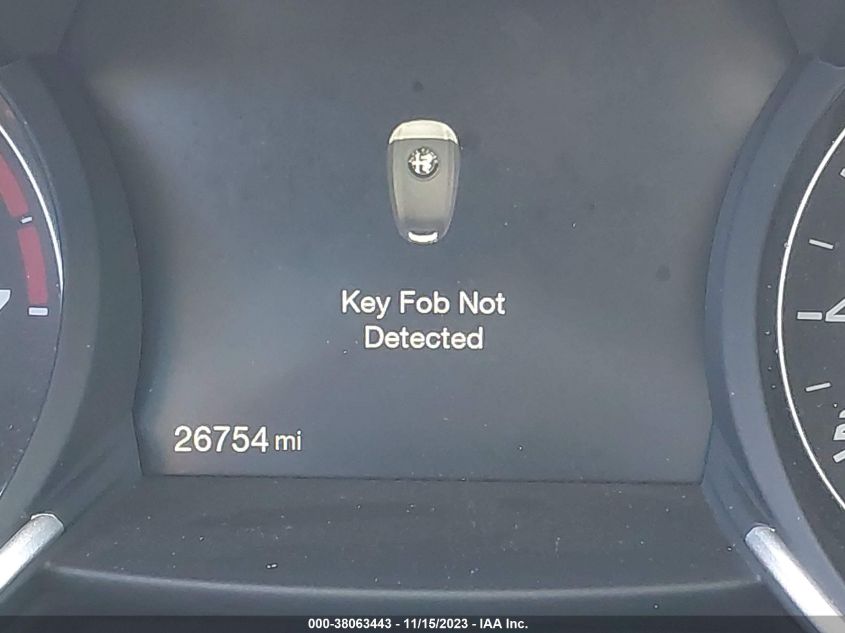 Key Fob Not
Detected
26754 mi
000-38063443 - 11/15/2023 - IAA Inc.